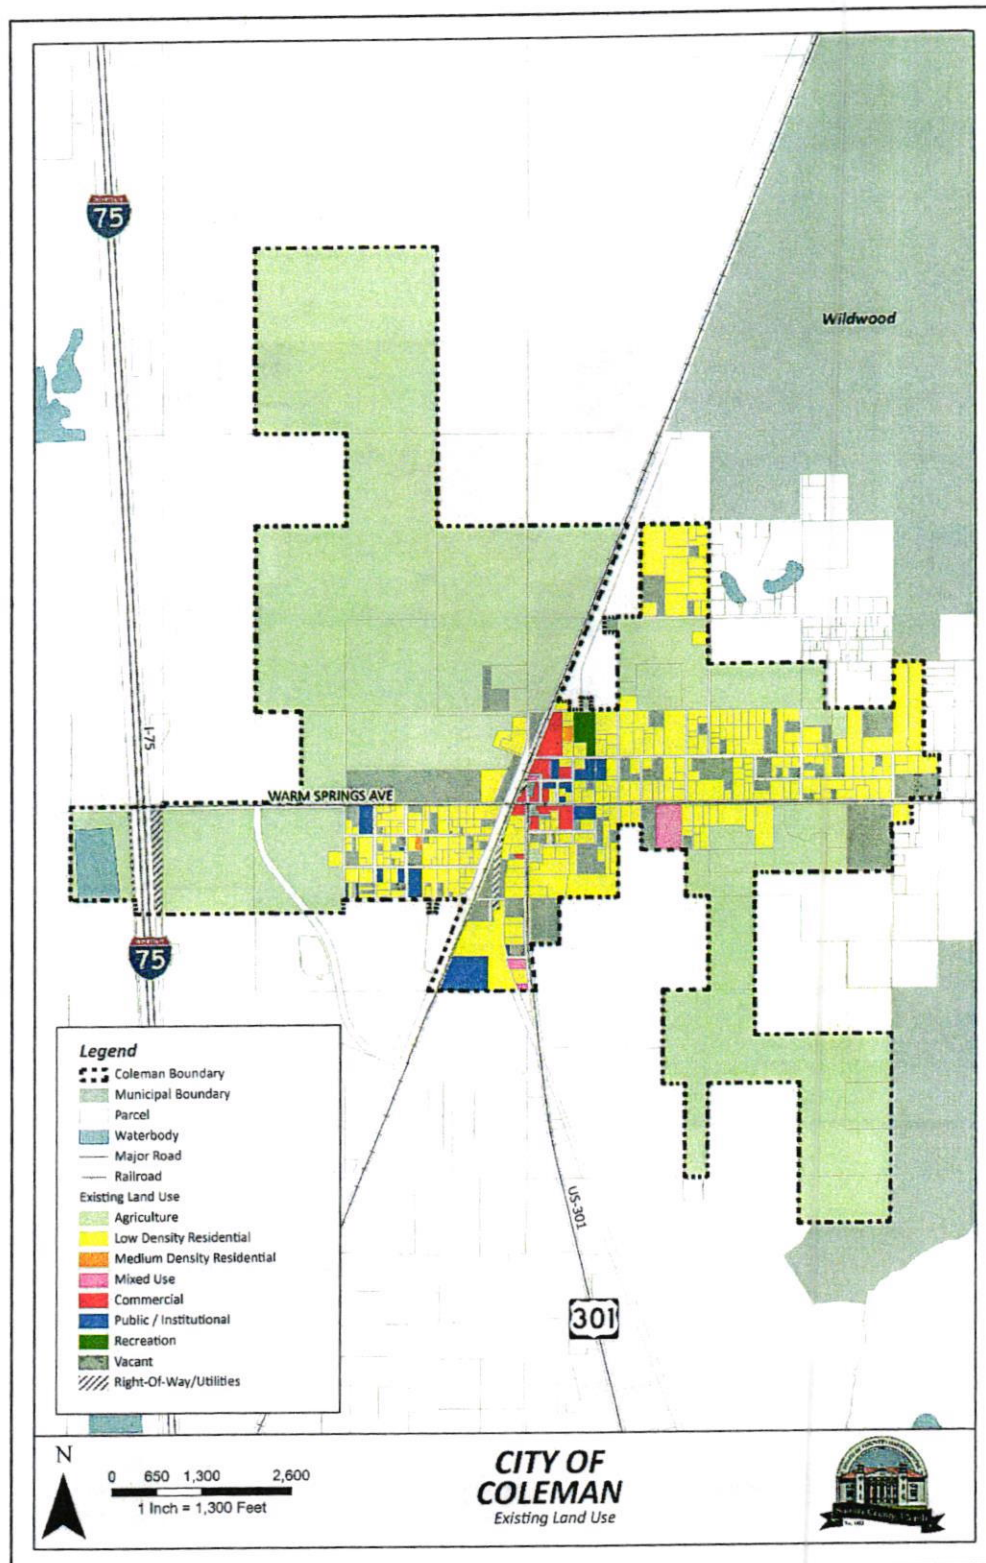 75
Wildwood
I-75
WARM SPRINGS AVE
75
Legend
Coleman Boundary
Municipal Boundary
Parcel
Waterbody
Major Road
Railroad
Existing Land Use
Agriculture
Low Density Residential
Medium Density Residential
Mixed Use
Commercial
Public / Institutional
Recreation
Vacant
Right-Of-Way/Utilities
US-301
301
N
0 650 1,300 2,600
1 Inch = 1,300 Feet
CITY OF
COLEMAN
Existing Land Use